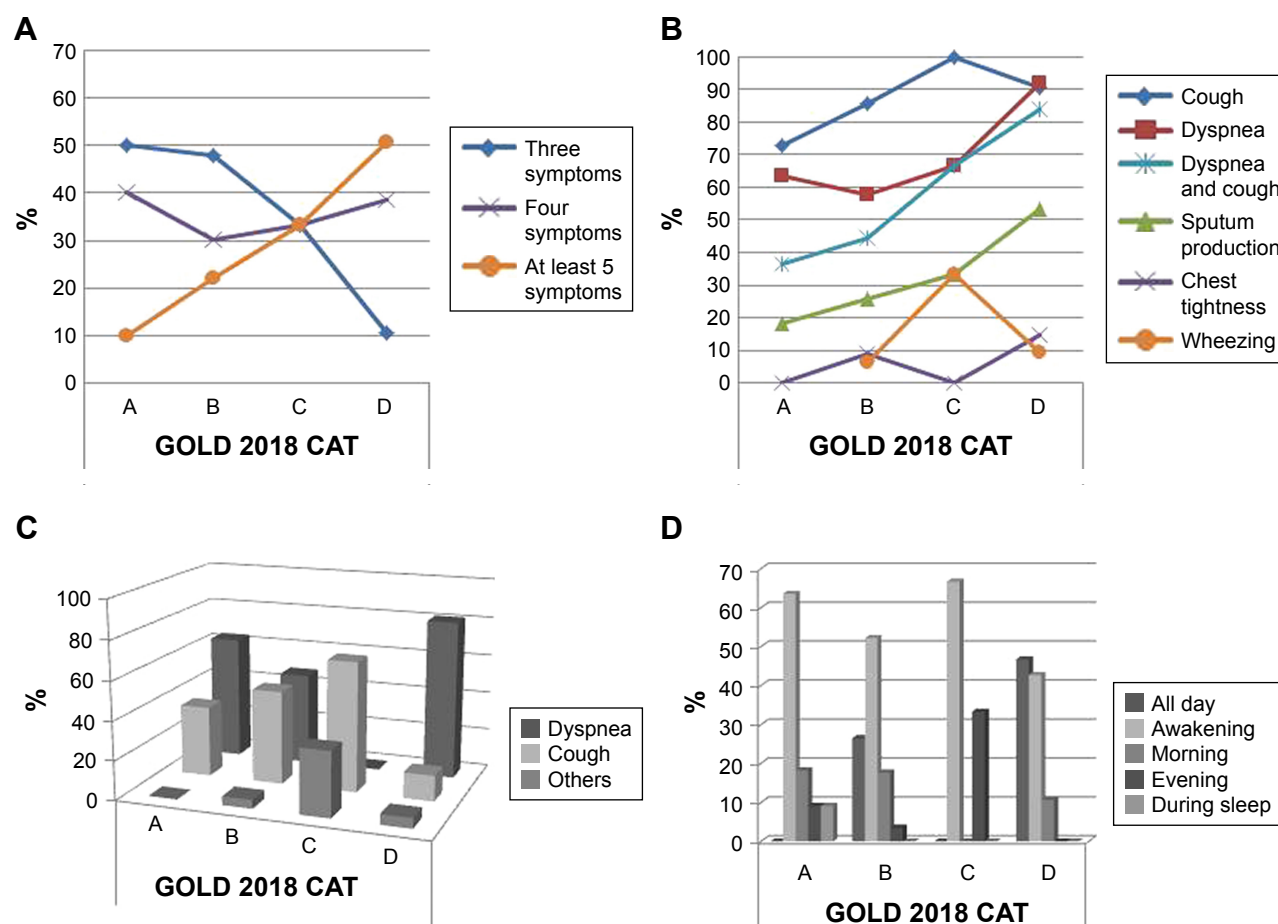 A
70
60
50
40
30
20
10
0
%
A B C D
GOLD 2018 CAT
Three
symptoms
Four
symptoms
At least 5
symptoms
B
100
90
80
70
60
50
40
30
20
10
0
%
A B C D
GOLD 2018 CAT
Cough
Dyspnea
Dyspnea
and cough
Sputum
production
Chest
tightness
Wheezing
C
100
80
60
40
20
0
%
A
B
C
D
GOLD 2018 CAT
Dyspnea
Cough
Others
D
70
60
50
40
30
20
10
0
%
A B C D
GOLD 2018 CAT
All day
Awakening
Morning
Evening
During sleep